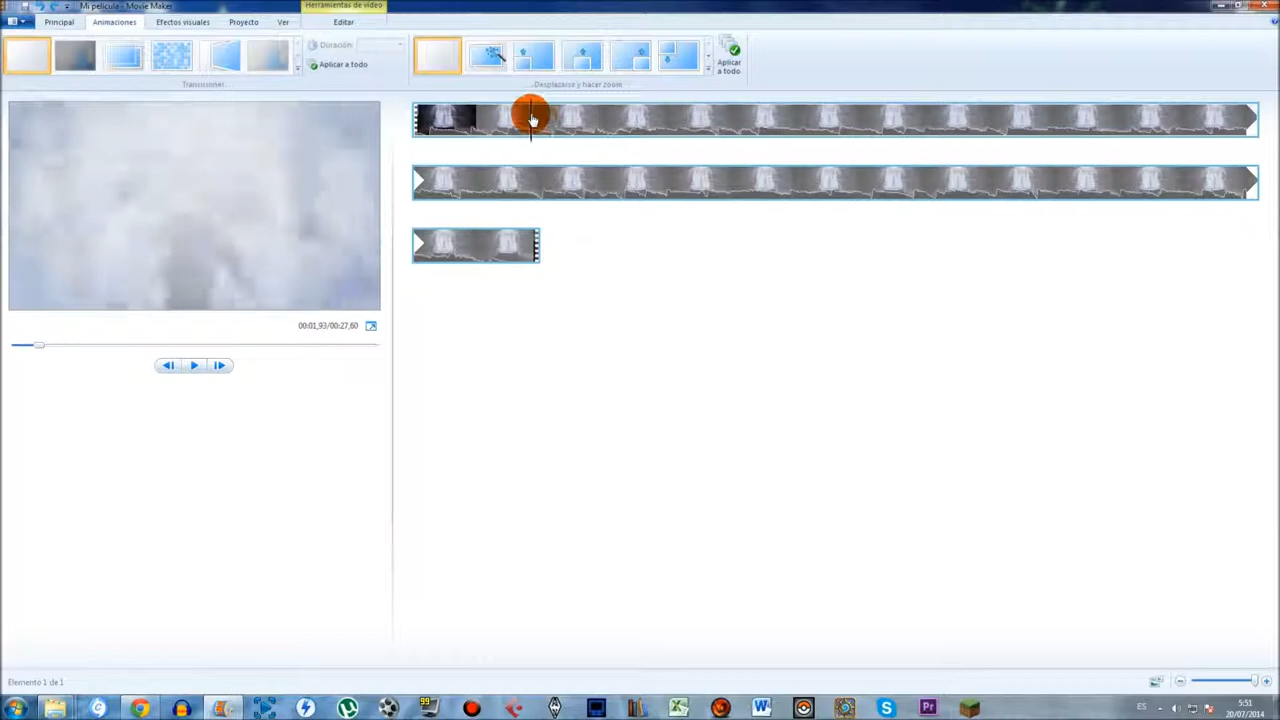 Mi película - Movie Maker
Herramientas de vídeo
Principal
Animaciones
Efectos visuales
Proyecto
Ver
Editar
Duración:
Aplicar a todo
Aplicar
a todo
Desplazarse y hacer zoom
00:01,93/00:27,60
Elemento 1 de 1
99
W
Pr
ES
5:51
20/07/2014